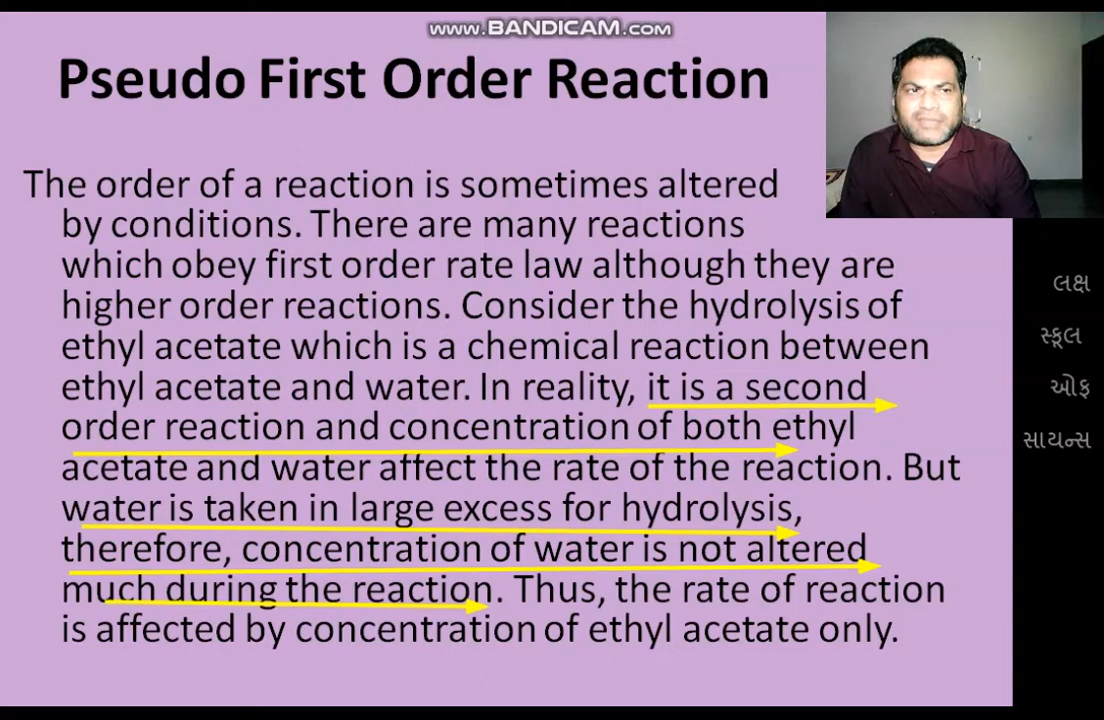 www.BANDICAM.com
Pseudo First Order Reaction
The order of a reaction is sometimes altered
by conditions. There are many reactions
which obey first order rate law although they are
higher order reactions. Consider the hydrolysis of
ethyl acetate which is a chemical reaction between
ethyl acetate and water. In reality, it is a second
order reaction and concentration of both ethyl
acetate and water affect the rate of the reaction. But
water is taken in large excess for hydrolysis,
therefore, concentration of water is not altered
much during the reaction. Thus, the rate of reaction
is affected by concentration of ethyl acetate only.
લક્ષ
સ્કૂલ
ઓફ
સાયન્સ